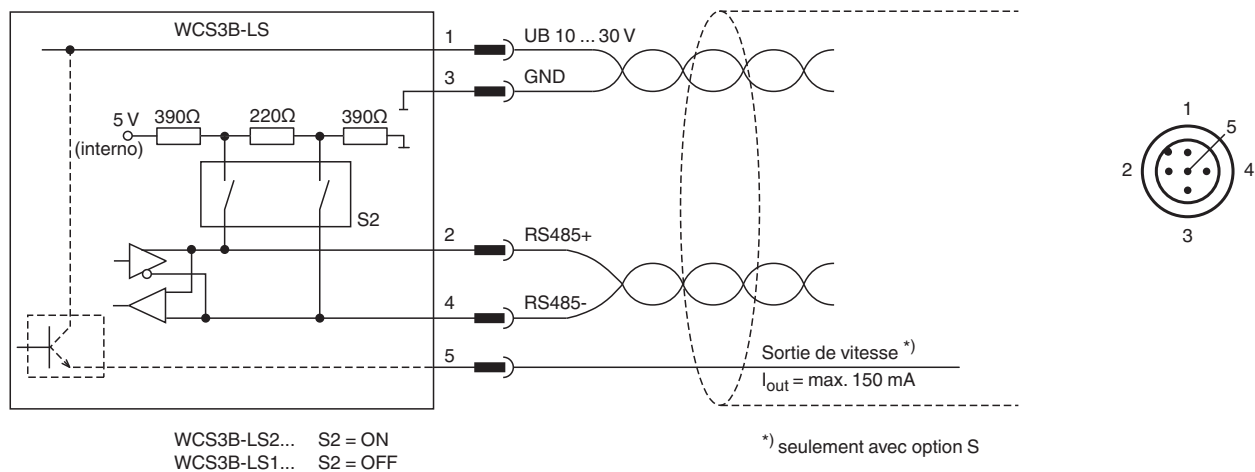 WCS3B-LS
1
UB 10 ... 30 V
3
GND
5 V
(interno)
390Ω
220Ω
390Ω
S2
2
RS485+
4
RS485-
5
Sortie de vitesse *)
Iout = max. 150 mA
WCS3B-LS2... S2 = ON
WCS3B-LS1... S2 = OFF
*) seulement avec option S
1
5
2
4
3